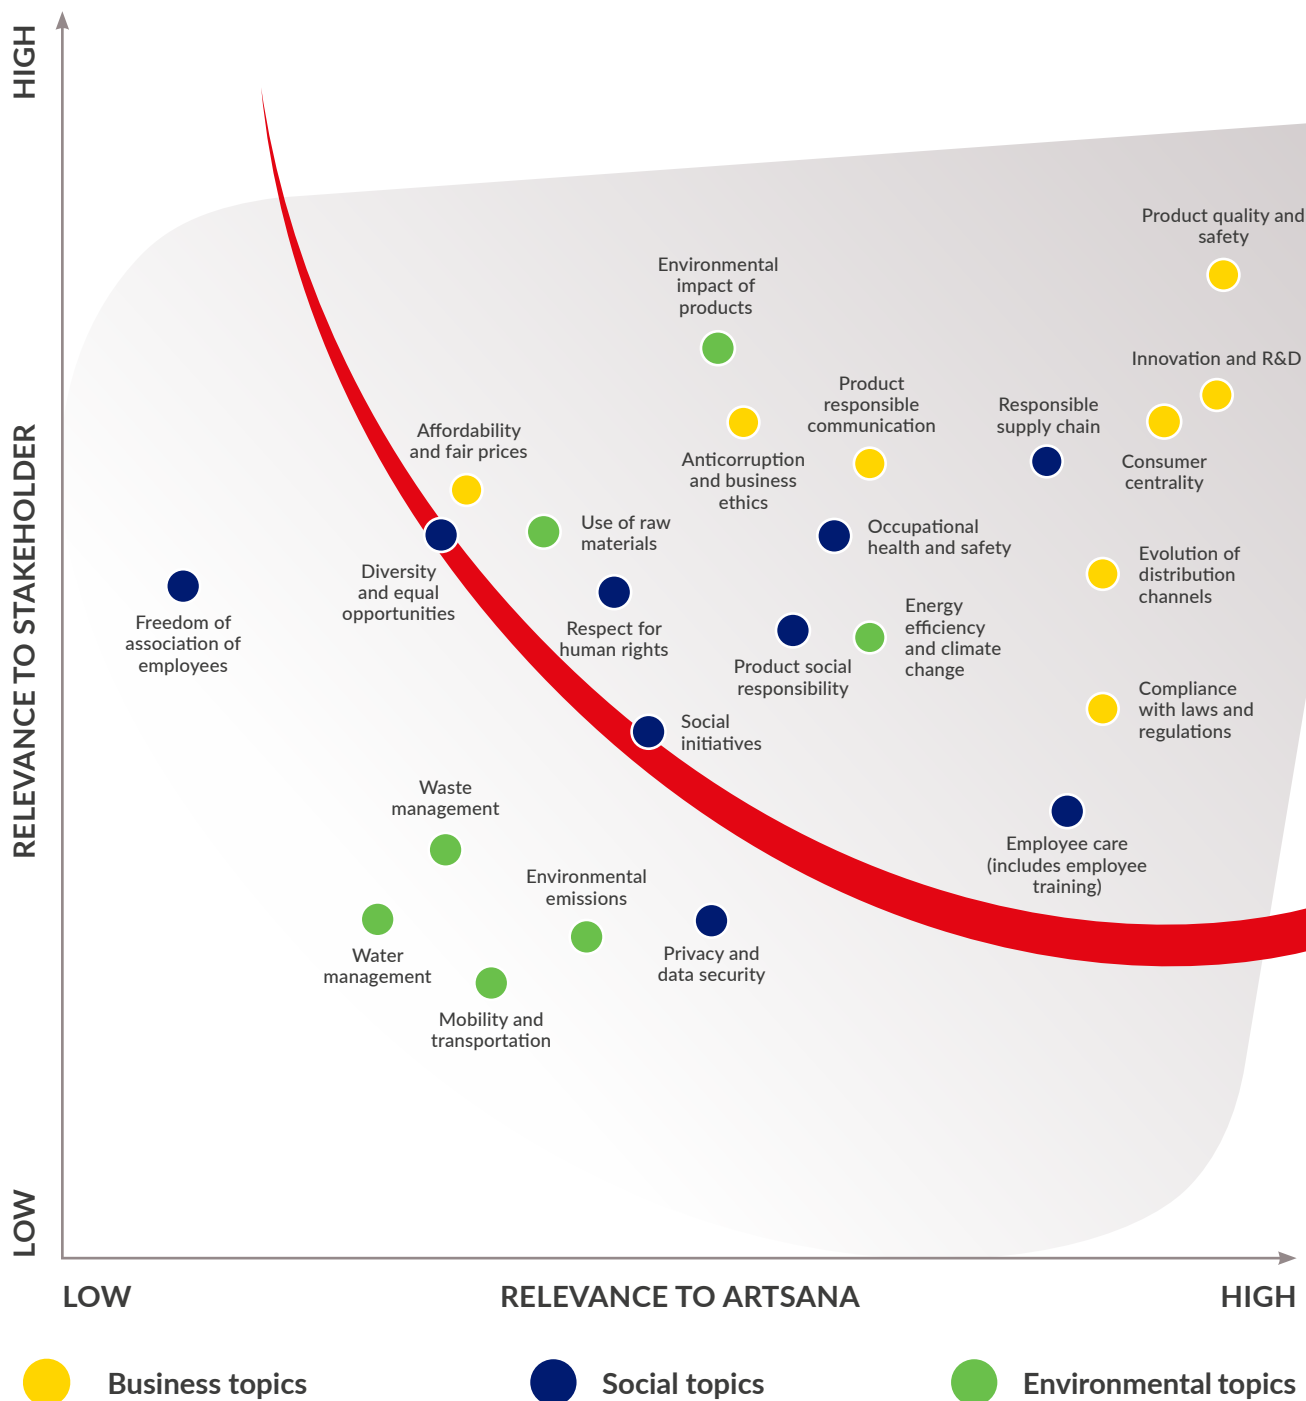 HIGH
Product quality and
safety
Environmental
impact of
products
Innovation and R&D
Product
responsible
communication
Responsible
supply chain
Affordability
and fair prices
Anticorruption
and business
ethics
Consumer
centrality
Use of raw
materials
Occupational
health and safety
Evolution of
distribution
channels
Diversity
and equal
opportunities
Freedom of
association of
employees
Respect for
human rights
Energy
efficiency
and climate
change
Product social
responsibility
Compliance
with laws and
regulations
Social
initiatives
RELEVANCE TO STAKEHOLDER
Waste
management
Employee care
(includes employee
training)
Environmental
emissions
Water
management
Privacy and
data security
Mobility and
transportation
LOW
LOW
RELEVANCE TO ARTSANA
HIGH
Business topics
Social topics
Environmental topics